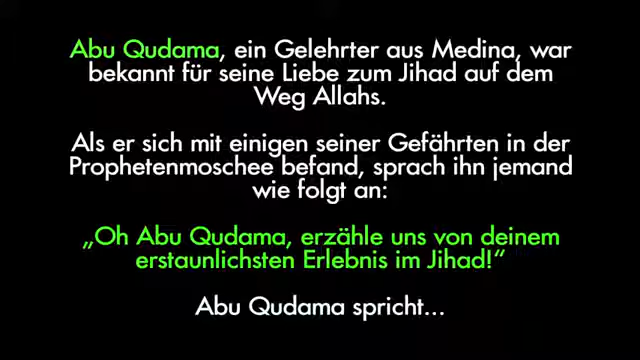 Abu Qudama, ein Gelehrter aus Medina, war
bekannt für seine Liebe zum Jihad auf dem
Weg Allahs.
Als er sich mit einigen seiner Gefährten in der
Prophetenmoschee befand, sprach ihn jemand
wie folgt an:
„Oh Abu Qudama, erzähle uns von deinem
erstaunlichsten Erlebnis im Jihad!“
Abu Qudama spricht...